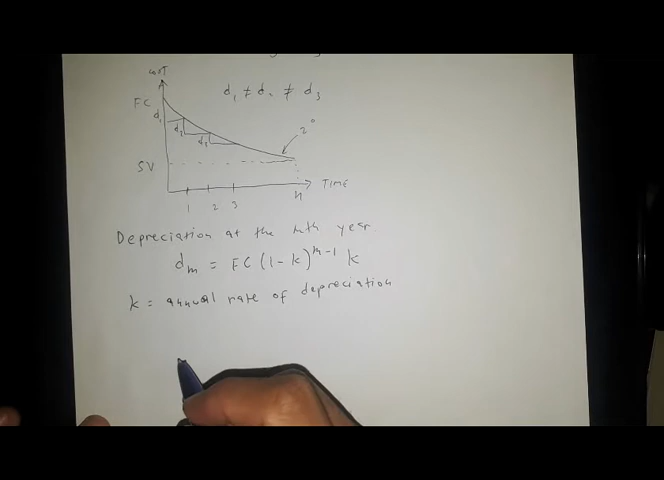 COST
d₁ ≠ d₂ ≠ d₃
FC
d₁
d₂
d₃
2°
SV
TIME
1 2 3 n
Depreciation at the mth year
dₘ = FC (1 - k)ᵐ⁻¹ k
k = annual rate of depreciation